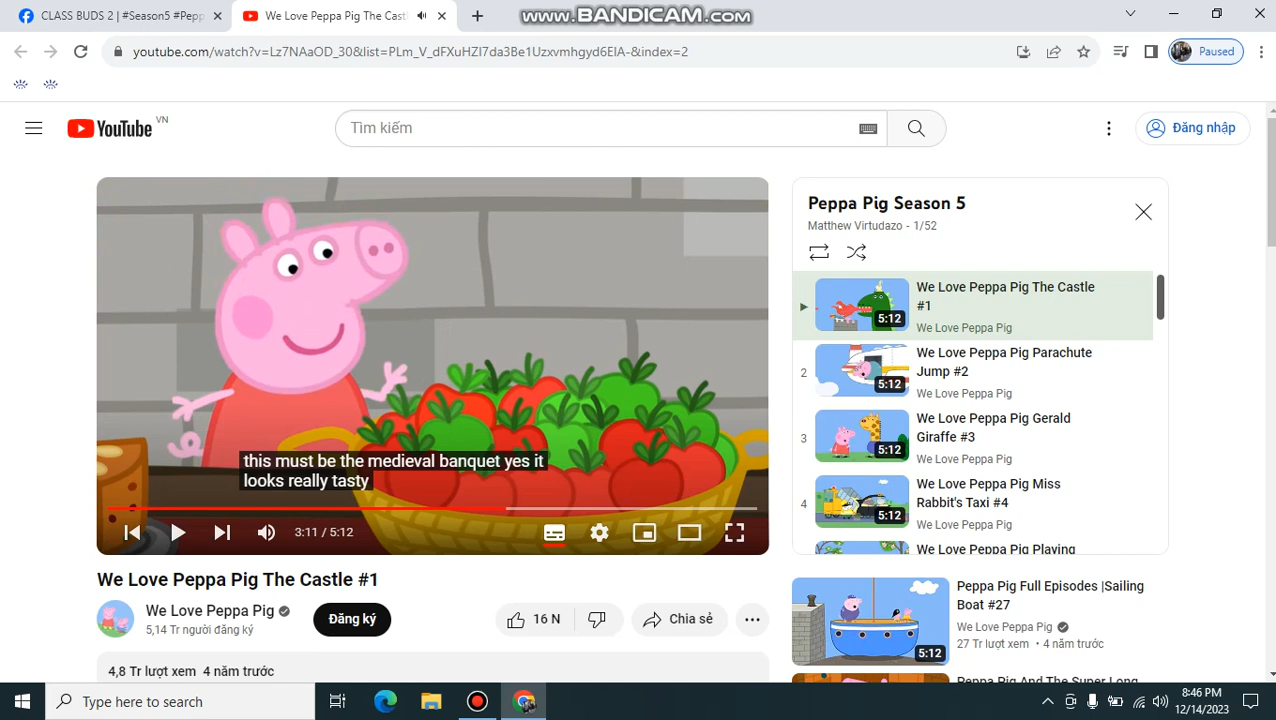 CLASS BUDS 2 | #Season5 #Pepp
We Love Peppa Pig The Castl
www.BANDICAM.com
youtube.com/watch?v=Lz7NAaOD_30&list=PLm_V_dFXuHZI7da3Be1Uzxvmhgyd6EIA-&index=2
Paused
YouTube VN
Tìm kiếm
Đăng nhập
this must be the medieval banquet yes it
looks really tasty
3:11 / 5:12
We Love Peppa Pig The Castle #1
We Love Peppa Pig
5,14 Tr người đăng ký
Đăng ký
16 N
Chia sẻ
4,8 Tr lượt xem 4 năm trước
Peppa Pig Season 5
Matthew Virtudazo - 1/52
5:12
We Love Peppa Pig The Castle
#1
We Love Peppa Pig
2
5:12
We Love Peppa Pig Parachute
Jump #2
We Love Peppa Pig
3
5:12
We Love Peppa Pig Gerald
Giraffe #3
We Love Peppa Pig
4
5:12
We Love Peppa Pig Miss
Rabbit's Taxi #4
We Love Peppa Pig
We Love Peppa Pig Playing
5:12
Peppa Pig Full Episodes |Sailing
Boat #27
We Love Peppa Pig
27 Tr lượt xem • 4 năm trước
Peppa Pig And The Super Long
Type here to search
8:46 PM
12/14/2023